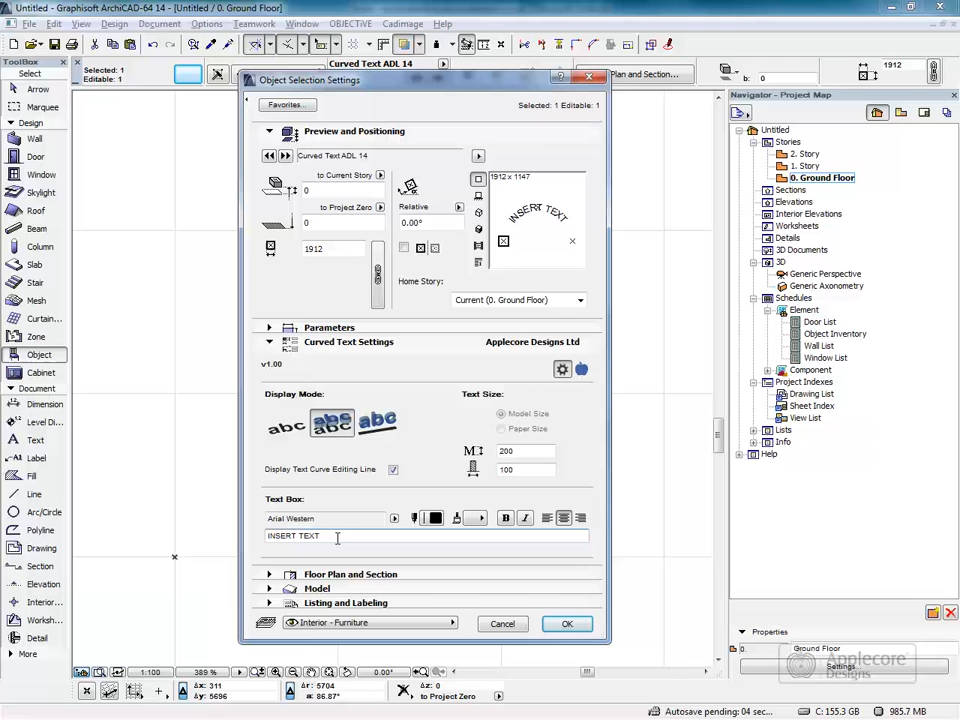 Untitled - Graphisoft ArchiCAD-64 14 - [Untitled / 0. Ground Floor]
File Edit View Design Document Options Teamwork Window OBJECTiVE Cadimage Help
ToolBox
Select
Arrow
Marquee
Design
Wall
Door
Window
Skylight
Roof
Beam
Column
Slab
Stair
Mesh
Curtain...
Zone
Object
Cabinet
Document
Dimension
Level Di...
Text
Label
Fill
Line
Arc/Circle
Polyline
Drawing
Section
Elevation
Interior...
Worksh...
Detail
More
Selected: 1
Editable: 1
Curved Text ADL 14
Plan and Section...
b: 0
1912
Object Selection Settings
Favorites...
Selected: 1 Editable: 1
Preview and Positioning
Curved Text ADL 14
to Current Story
0
to Project Zero
0
1912
Relative
0.00°
1912 x 1147
INSERT TEXT
Home Story:
Current (0. Ground Floor)
Parameters
Curved Text Settings Applecore Designs Ltd
v1.00
Display Mode:
abc abc abc abc
Text Size:
Model Size
Paper Size
M 200
100
Display Text Curve Editing Line
Text Box:
Arial Western
B I
INSERT TEXT
Floor Plan and Section
Model
Listing and Labeling
Interior - Furniture
Cancel OK
Navigator - Project Map
Untitled
Stories
2. Story
1. Story
0. Ground Floor
Sections
Elevations
Interior Elevations
Worksheets
Details
3D Documents
3D
Generic Perspective
Generic Axonometry
Schedules
Element
Door List
Object Inventory
Wall List
Window List
Component
Project Indexes
Drawing List
Sheet Index
View List
Lists
Info
Help
Properties
0. Ground Floor
Settings...
Applecore
Designs
1:100 389 % 0.00°
Δx: 311
Δy: 5696
Δr: 5704
a: 86.87°
Δz: 0
to Project Zero
Autosave pending: 04 sec... C: 155.3 GB 985.7 MB